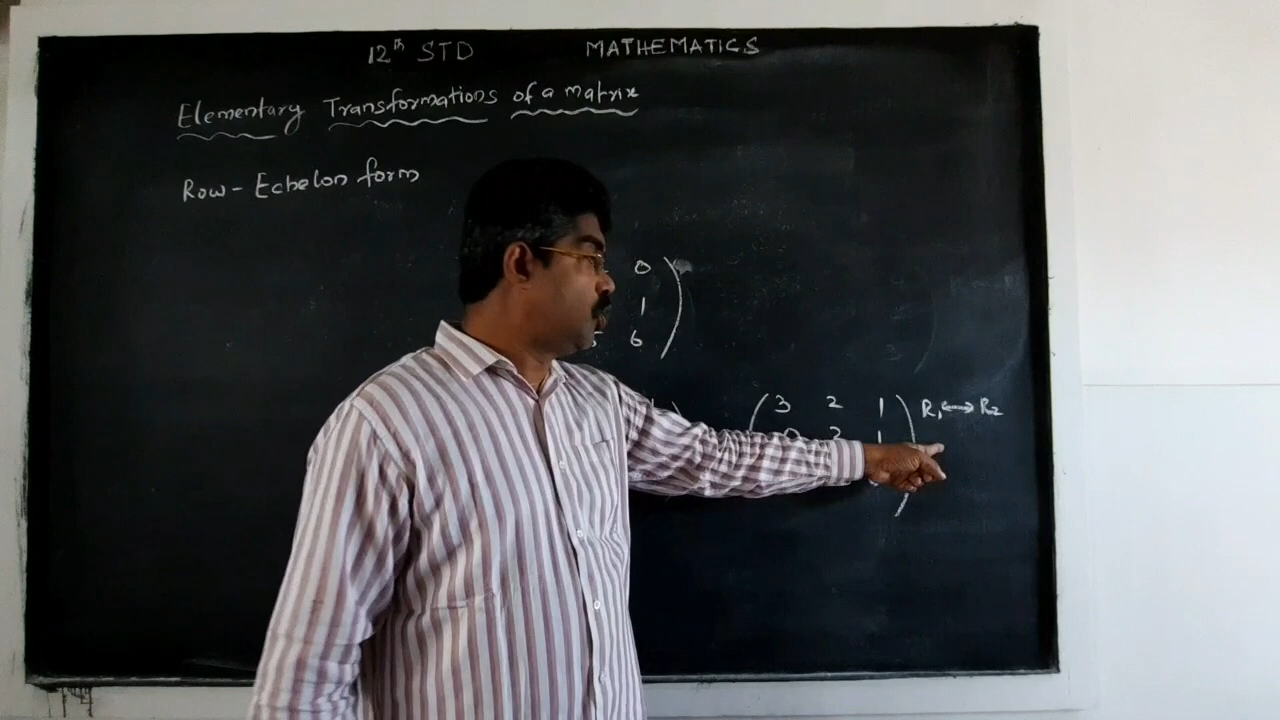 12th STD MATHEMATICS
Elementary Transformations of a matrix
Row - Echelon form
0
1
6
3 2 1 R₁ ⟷ R₂
0 2 1